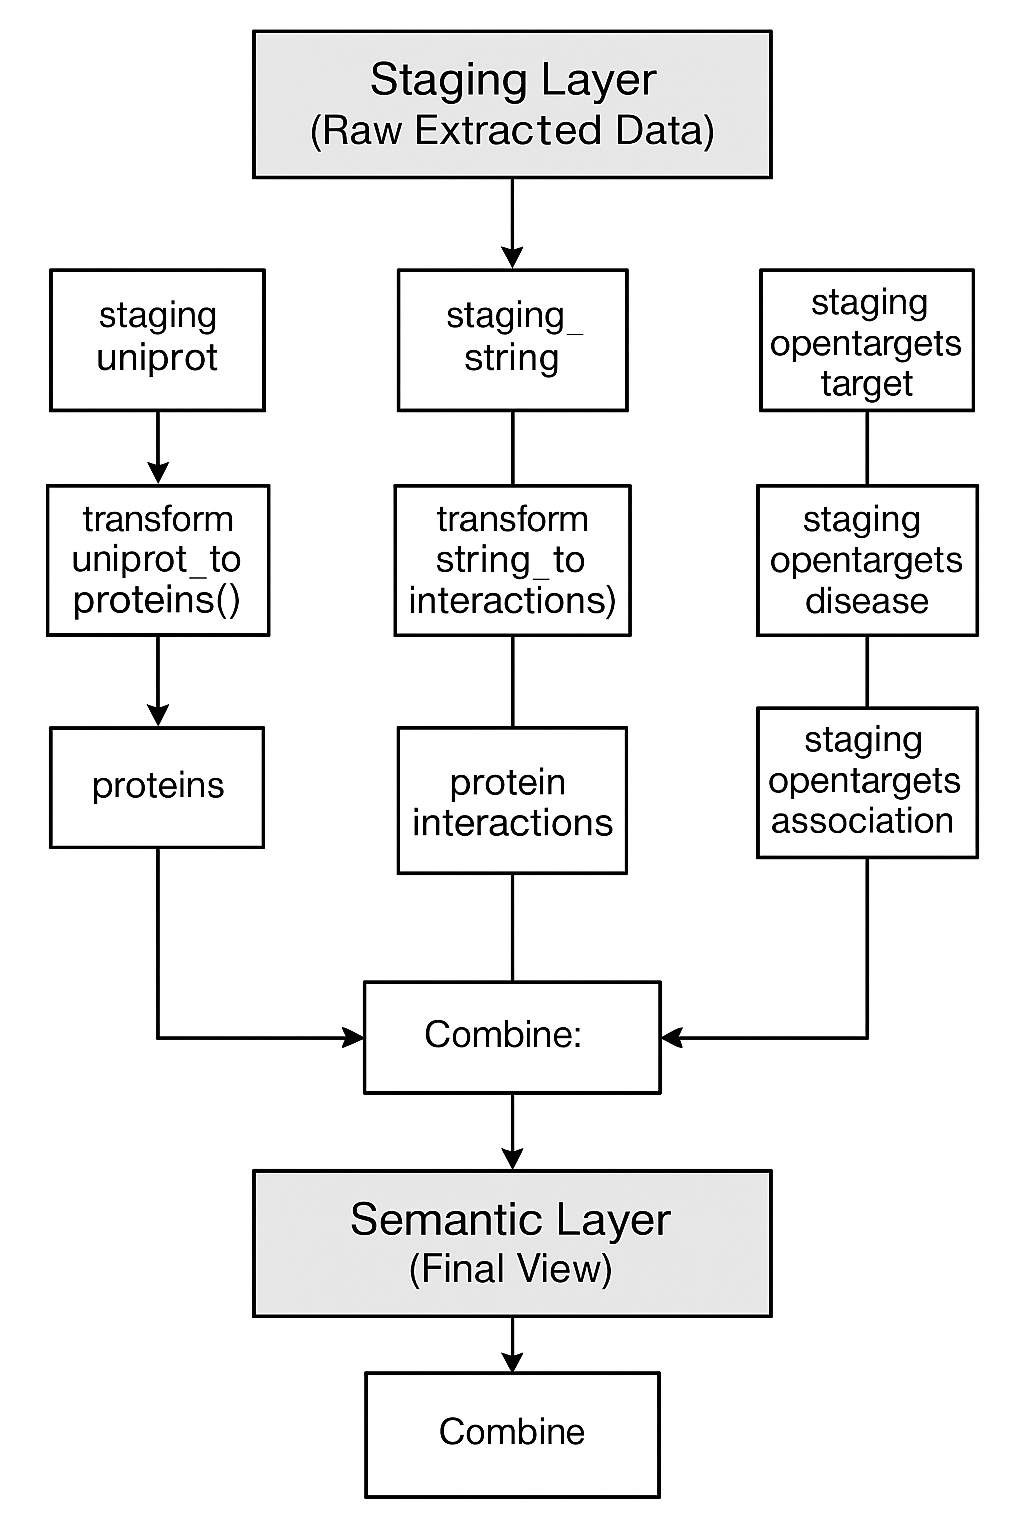 Staging Layer
(Raw Extracted Data)
staging
uniprot
staging_
string
staging
opentargets
target
transform
uniprot_to
proteins()
transform
string_to
interactions)
staging
opentargets
disease
proteins
protein
interactions
staging
opentargets
association
Combine:
Semantic Layer
(Final View)
Combine